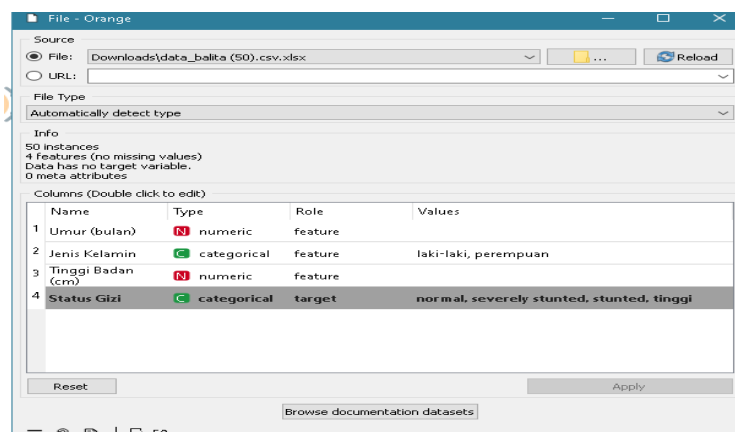 File - Orange
Source
File: Downloads\data_balita (50).csv.xlsx ... Reload
URL:
File Type
Automatically detect type
Info
50 instances
4 features (no missing values)
Data has no target variable.
0 meta attributes
Columns (Double click to edit)
Name Type Role Values
1 Umur (bulan) N numeric feature
2 Jenis Kelamin C categorical feature laki-laki, perempuan
3 Tinggi Badan (cm) N numeric feature
4 Status Gizi C categorical target normal, severely stunted, stunted, tinggi
Reset Apply
Browse documentation datasets